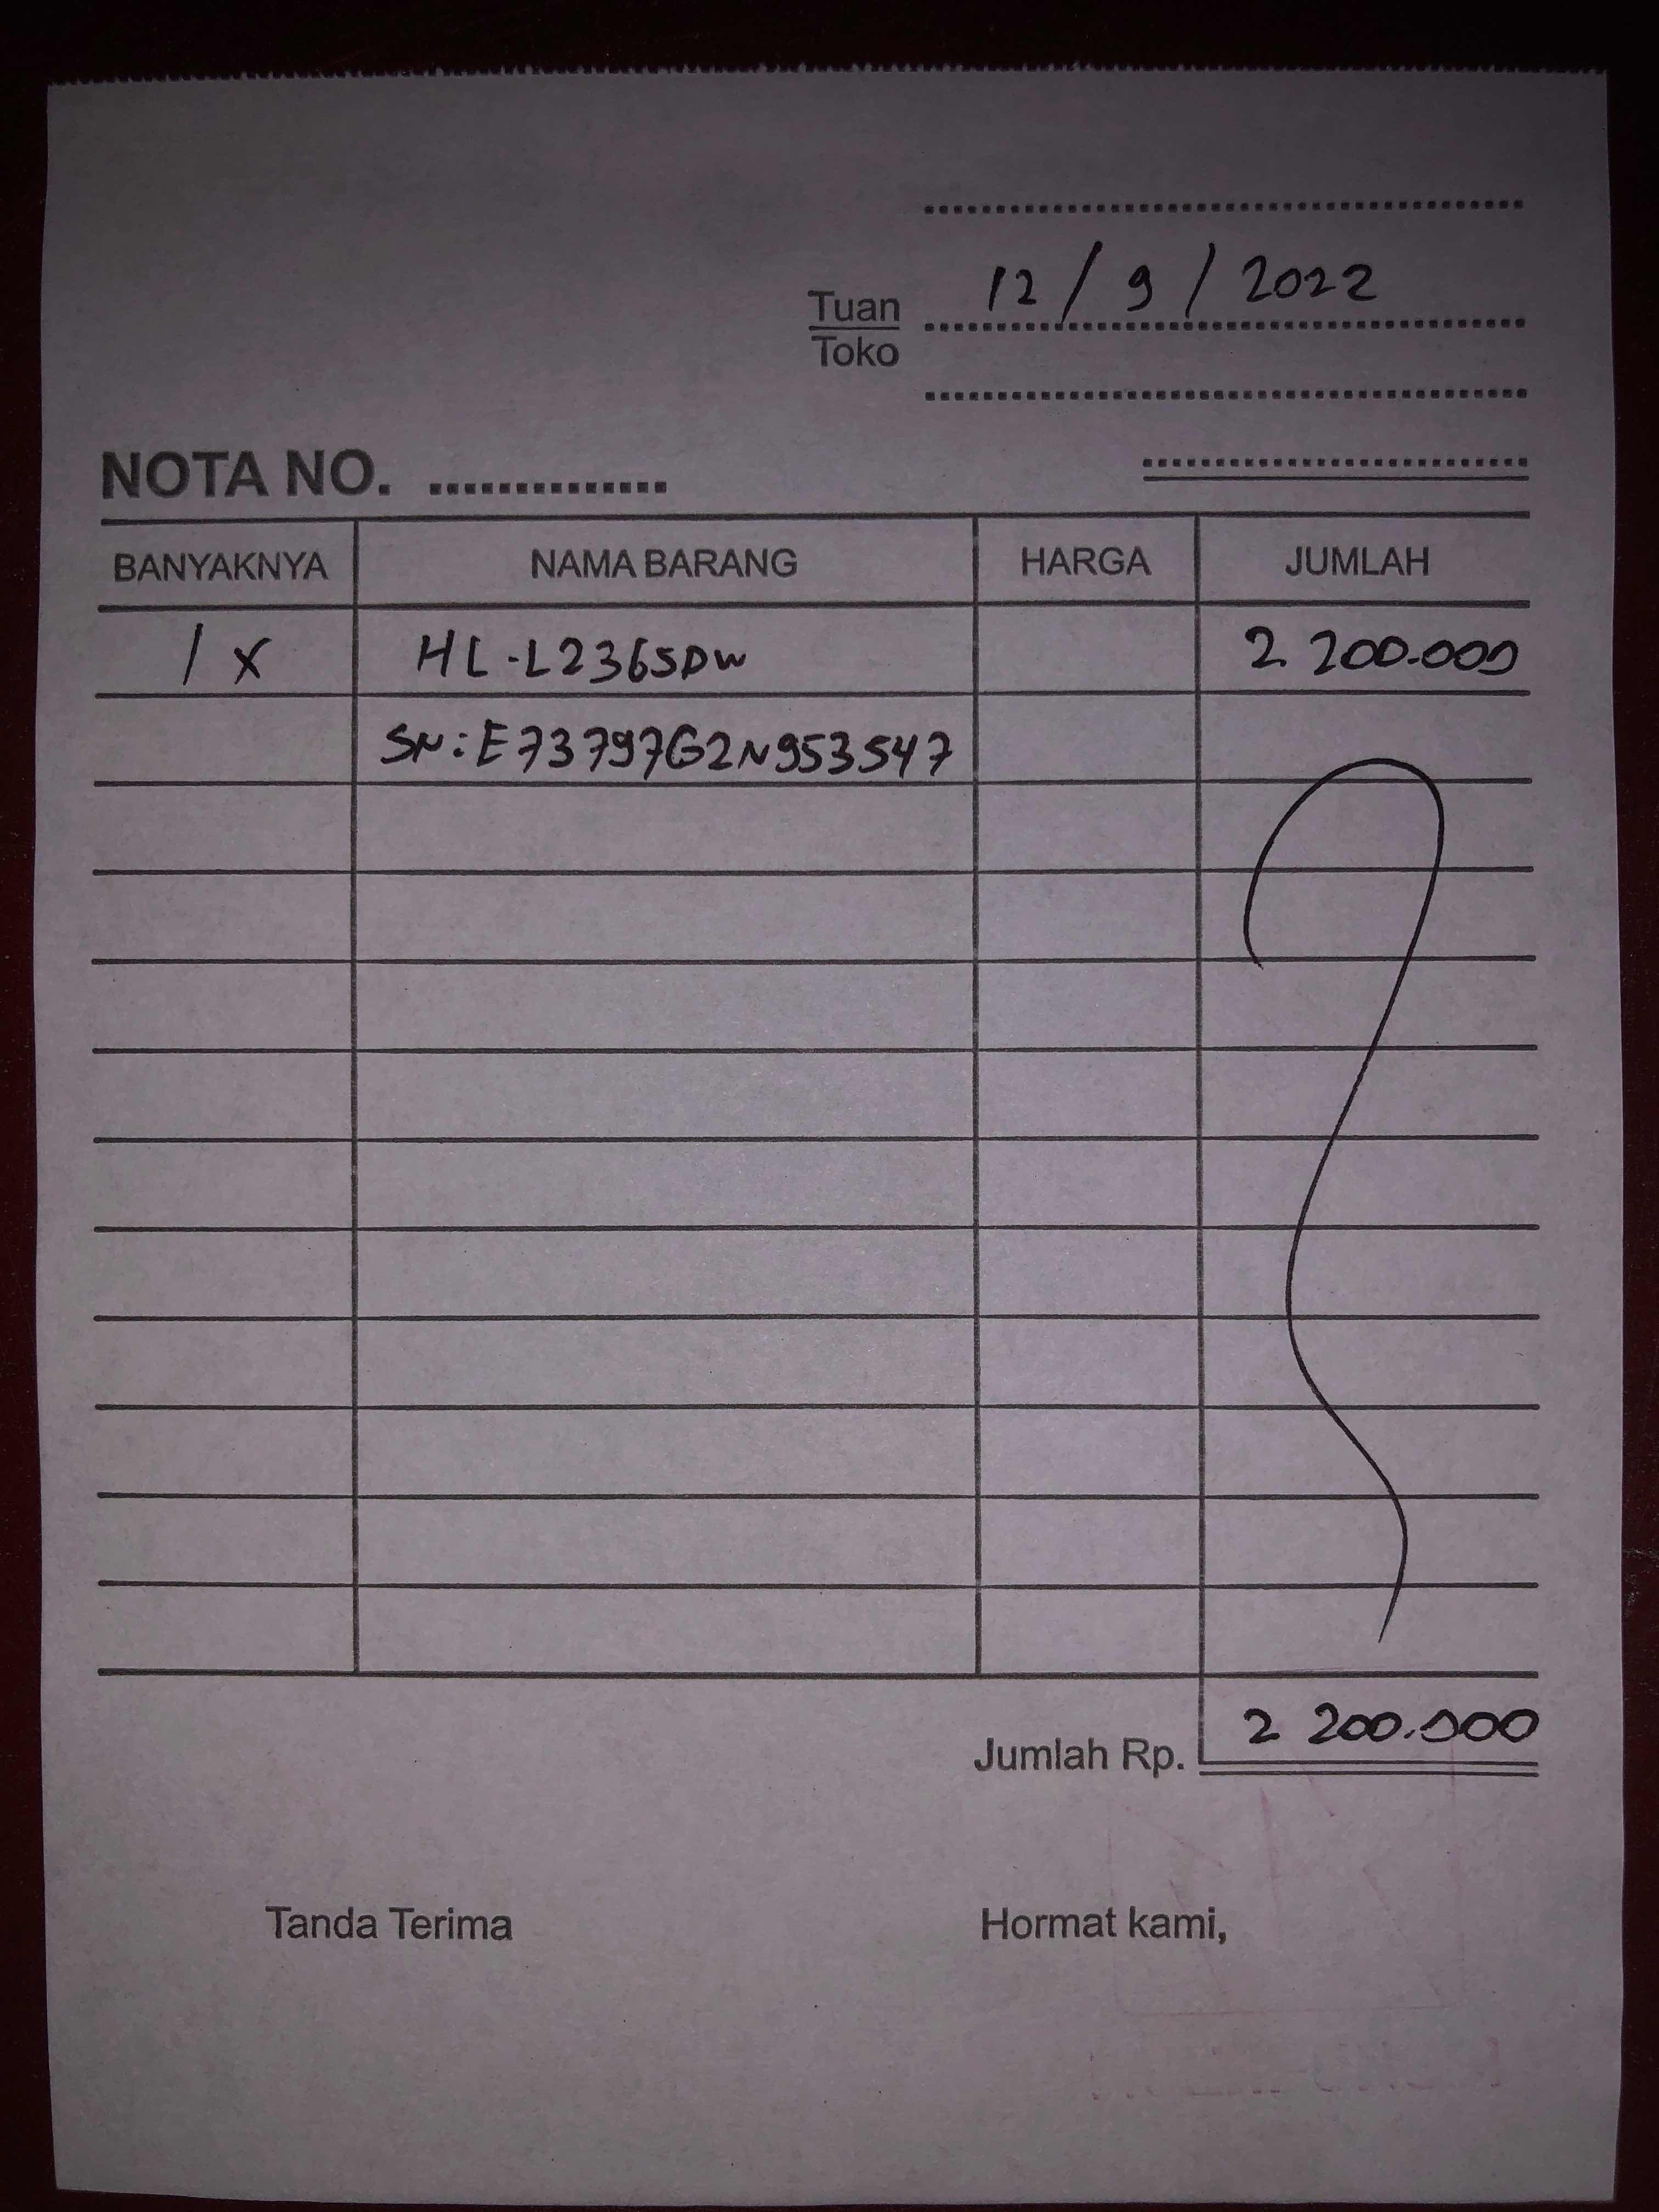 12 / 9 / 2022
Tuan
Toko
NOTA NO. ...............
BANYAKNYA NAMA BARANG HARGA JUMLAH
1 x HL-L2365DW 2 200.000
SN: E73797G2N953547
Jumlah Rp. 2 200.000
Tanda Terima Hormat kami,